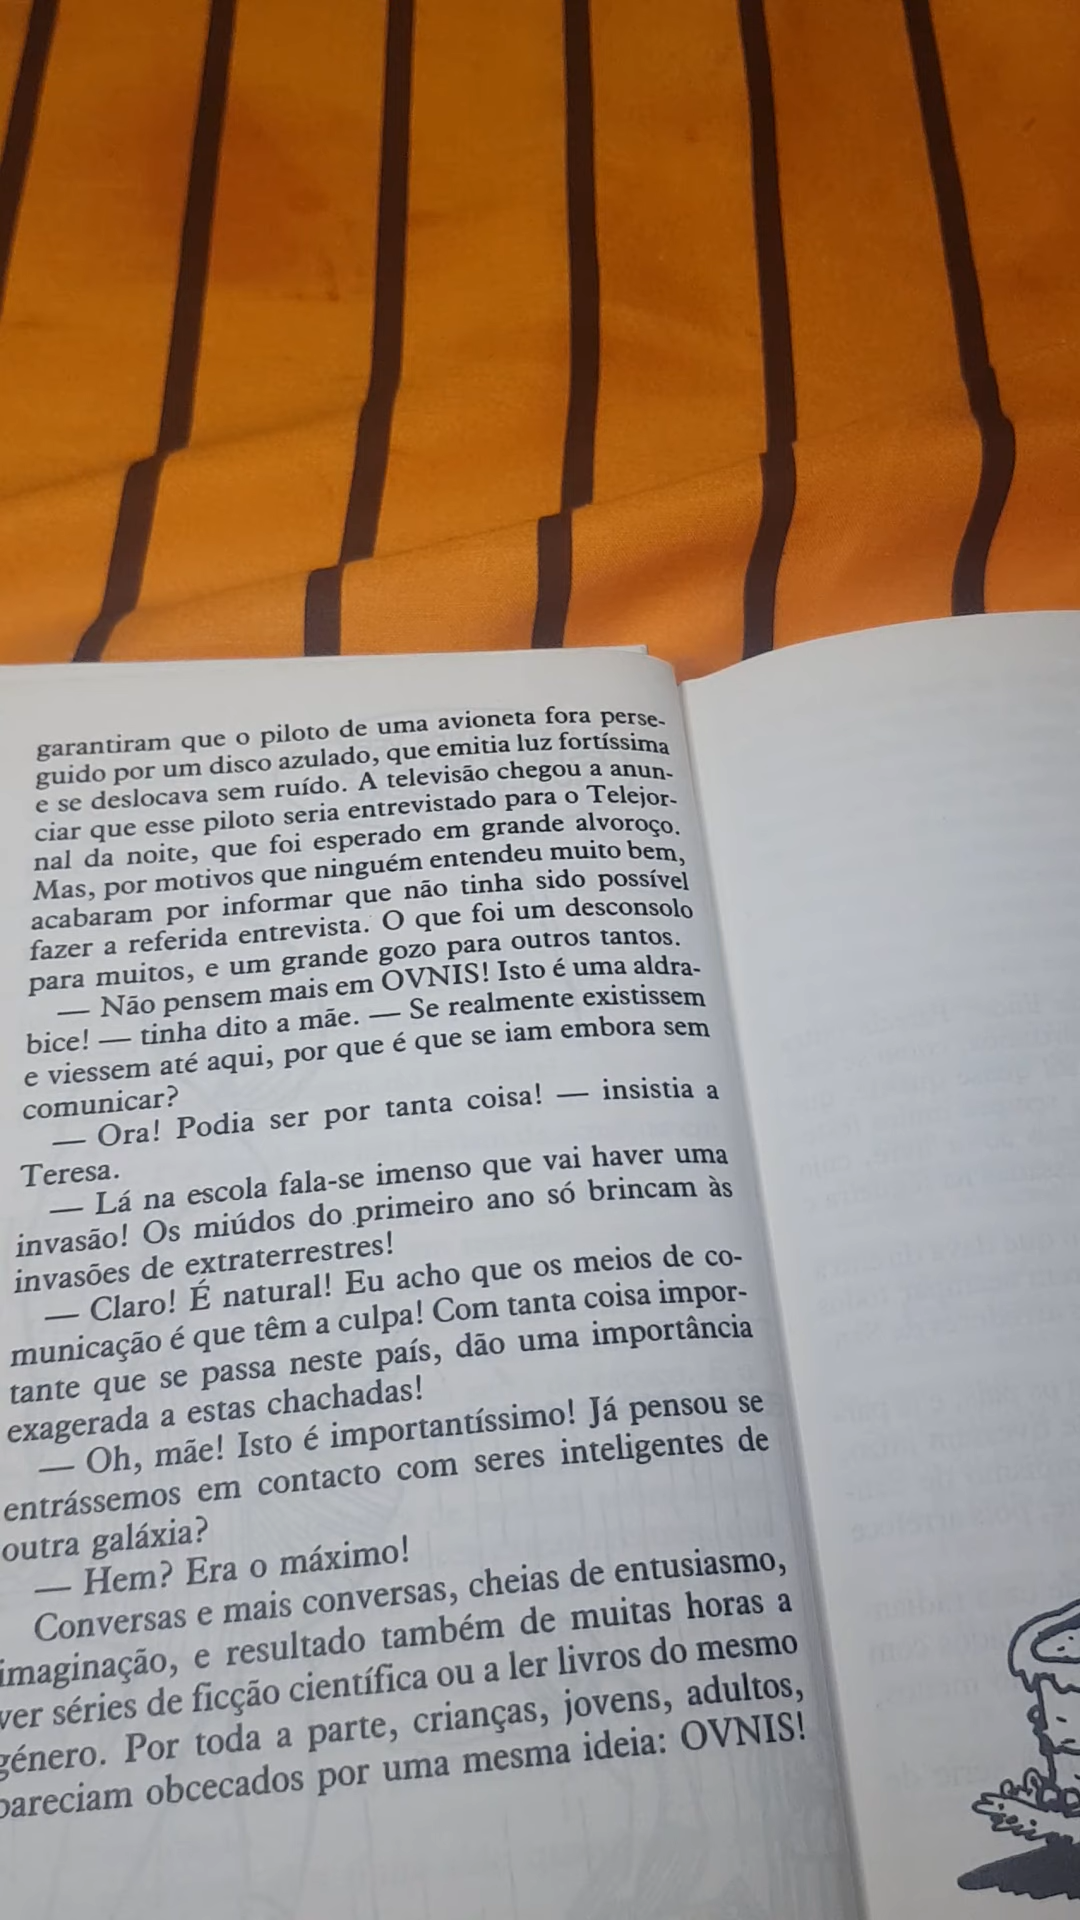 garantiram que o piloto de uma avioneta fora perse-
guido por um disco azulado, que emitia luz fortíssima
e se deslocava sem ruído. A televisão chegou a anun-
ciar que esse piloto seria entrevistado para o Telejor-
nal da noite, que foi esperado em grande alvoroço.
Mas, por motivos que ninguém entendeu muito bem,
acabaram por informar que não tinha sido possível
fazer a referida entrevista. O que foi um desconsolo
para muitos, e um grande gozo para outros tantos.
— Não pensem mais em OVNIS! Isto é uma aldra-
bice! — tinha dito a mãe. — Se realmente existissem
e viessem até aqui, por que é que se iam embora sem
comunicar?
— Ora! Podia ser por tanta coisa! — insistia a
Teresa.
— Lá na escola fala-se imenso que vai haver uma
invasão! Os miúdos do primeiro ano só brincam às
invasões de extraterrestres!
— Claro! É natural! Eu acho que os meios de co-
municação é que têm a culpa! Com tanta coisa impor-
tante que se passa neste país, dão uma importância
exagerada a estas chachadas!
— Oh, mãe! Isto é importantíssimo! Já pensou se
entrássemos em contacto com seres inteligentes de
outra galáxia?
— Hem? Era o máximo!
Conversas e mais conversas, cheias de entusiasmo,
imaginação, e resultado também de muitas horas a
ver séries de ficção científica ou a ler livros do mesmo
género. Por toda a parte, crianças, jovens, adultos,
pareciam obcecados por uma mesma ideia: OVNIS!